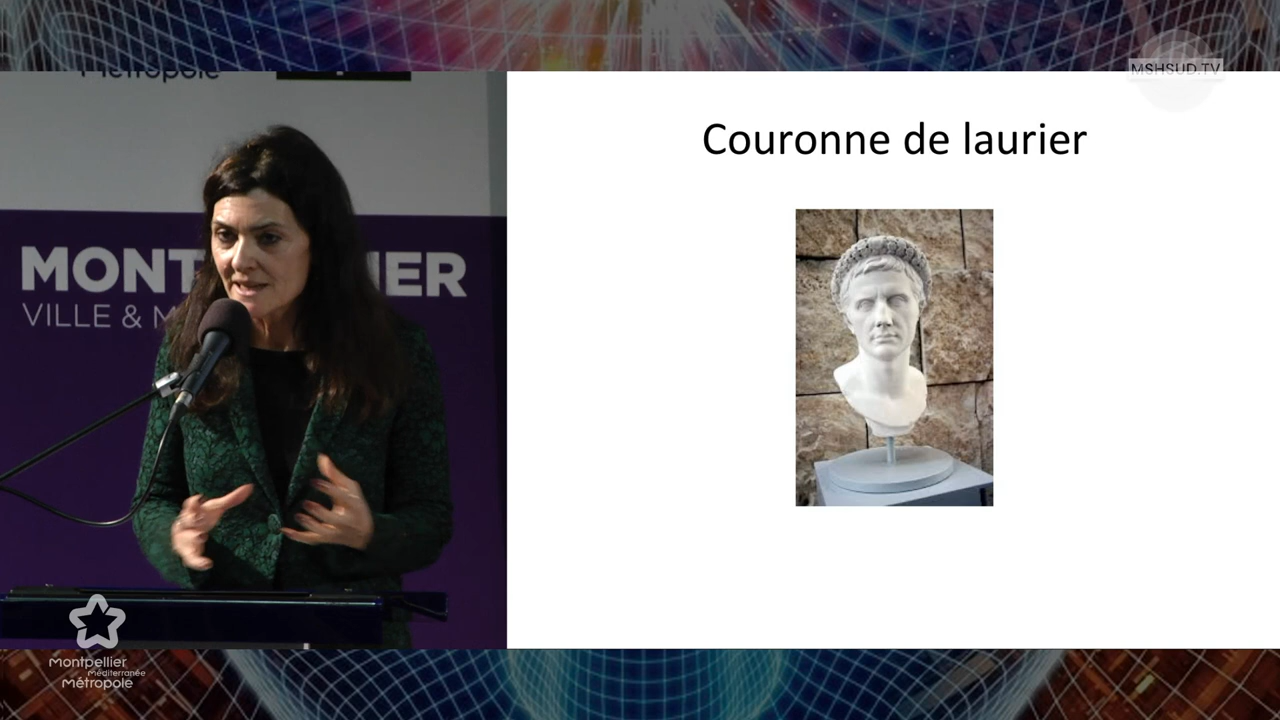 Métropole
MSHSUD.TV
Couronne de laurier
MONT IER
VILLE & M
Montpellier
Méditerranée
Métropole